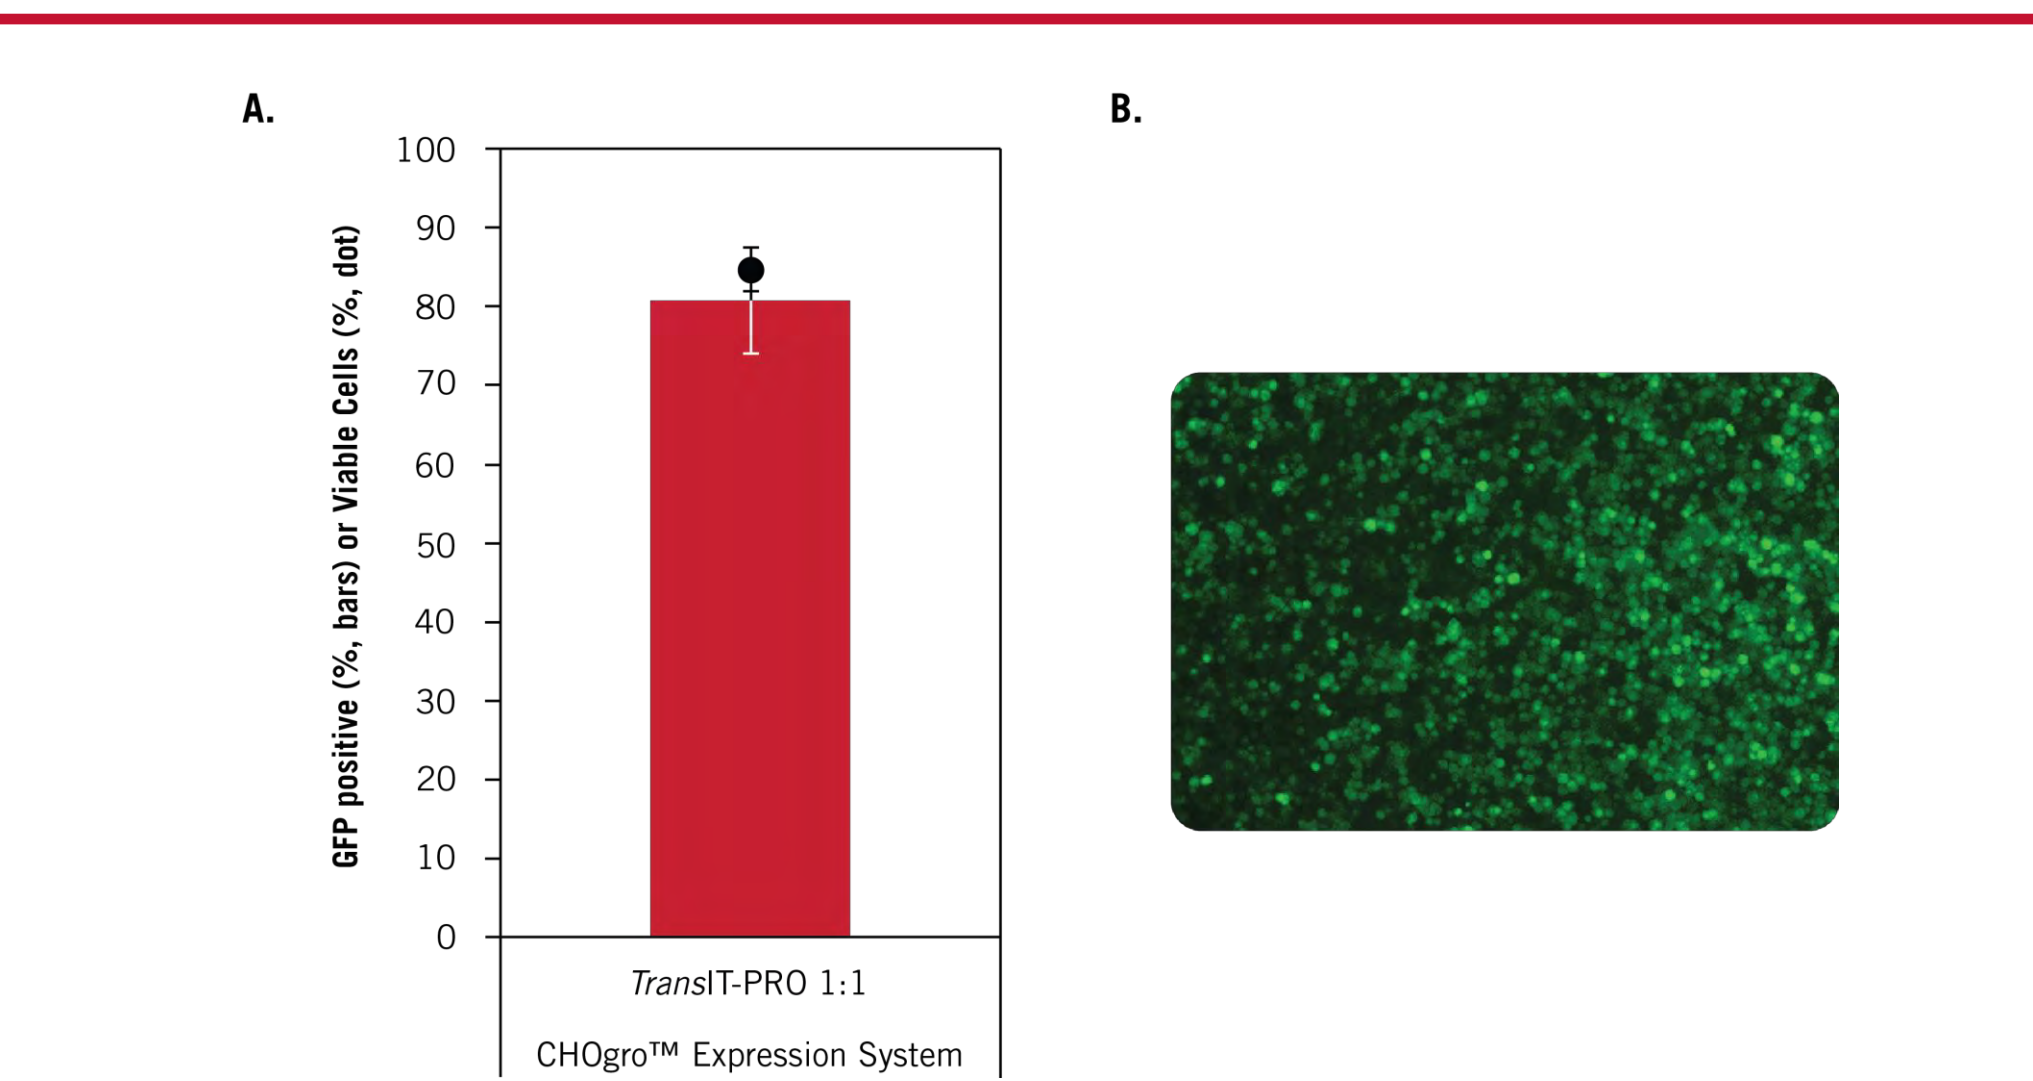 A.
B.
GFP positive (%, bars) or Viable Cells (%, dot)
100
90
80
70
60
50
40
30
20
10
0
TransIT-PRO 1:1
CHOgro™ Expression System